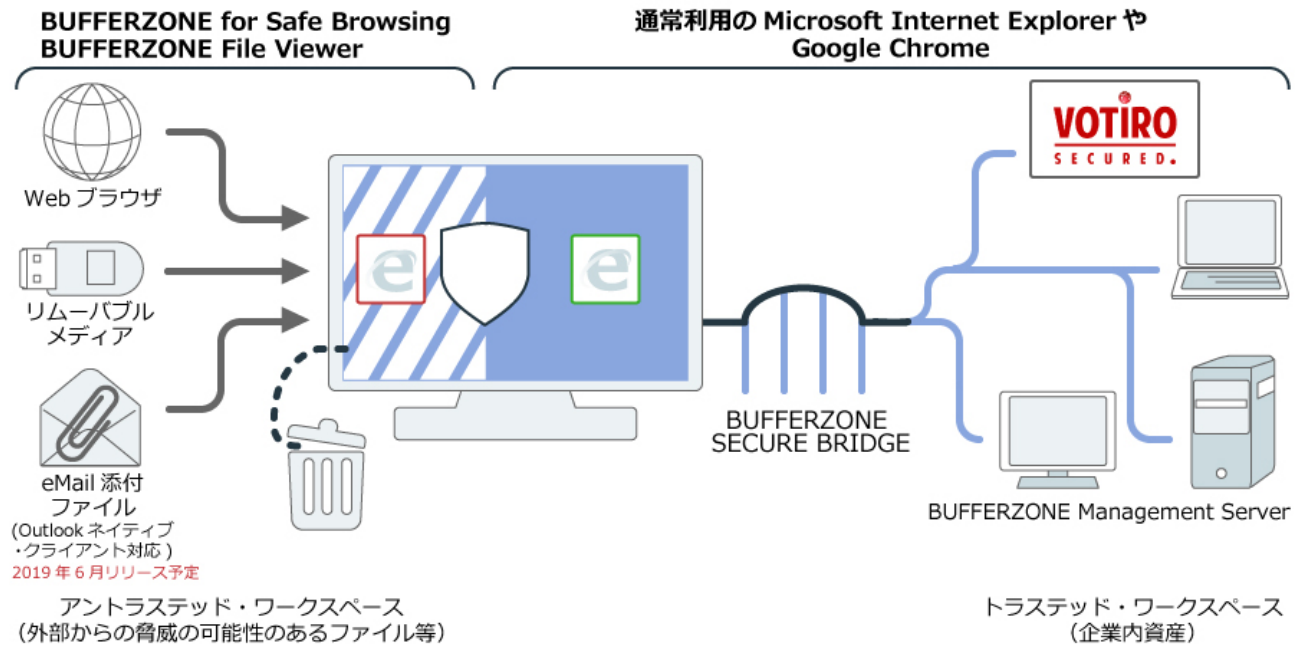 BUFFERZONE for Safe Browsing
BUFFERZONE File Viewer
通常利用の Microsoft Internet Explorer や
Google Chrome
Web ブラウザ
リムーバブル
メディア
eMail 添付
ファイル
(Outlook ネイティブ
・クライアント対応 )
2019 年 6 月リリース予定
アントラステッド・ワークスペース
（外部からの脅威の可能性のあるファイル等）
e
e
BUFFERZONE
SECURE BRIDGE
VOTIRO
SECURED.
BUFFERZONE Management Server
トラステッド・ワークスペース
（企業内資産）